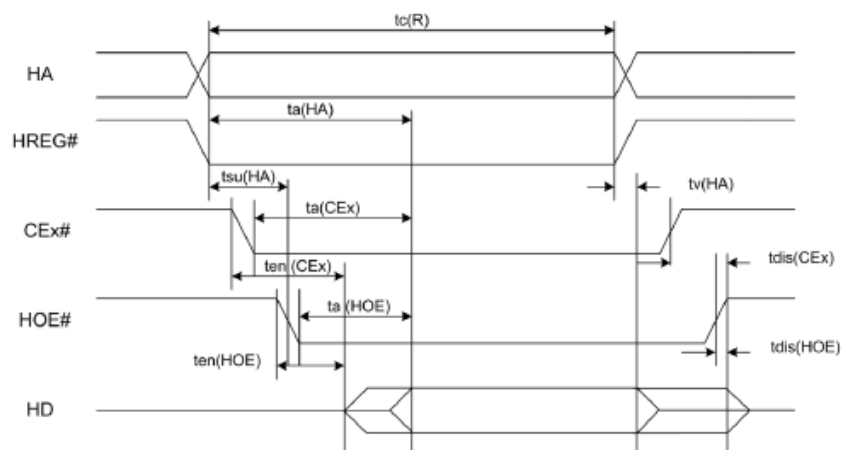 tc(R)
HA
ta(HA)
HREG#
tsu(HA)
tv(HA)
ta(CEx)
CEx#
ten (CEx)
tdis(CEx)
ta (HOE)
HOE#
ten(HOE)
tdis(HOE)
HD